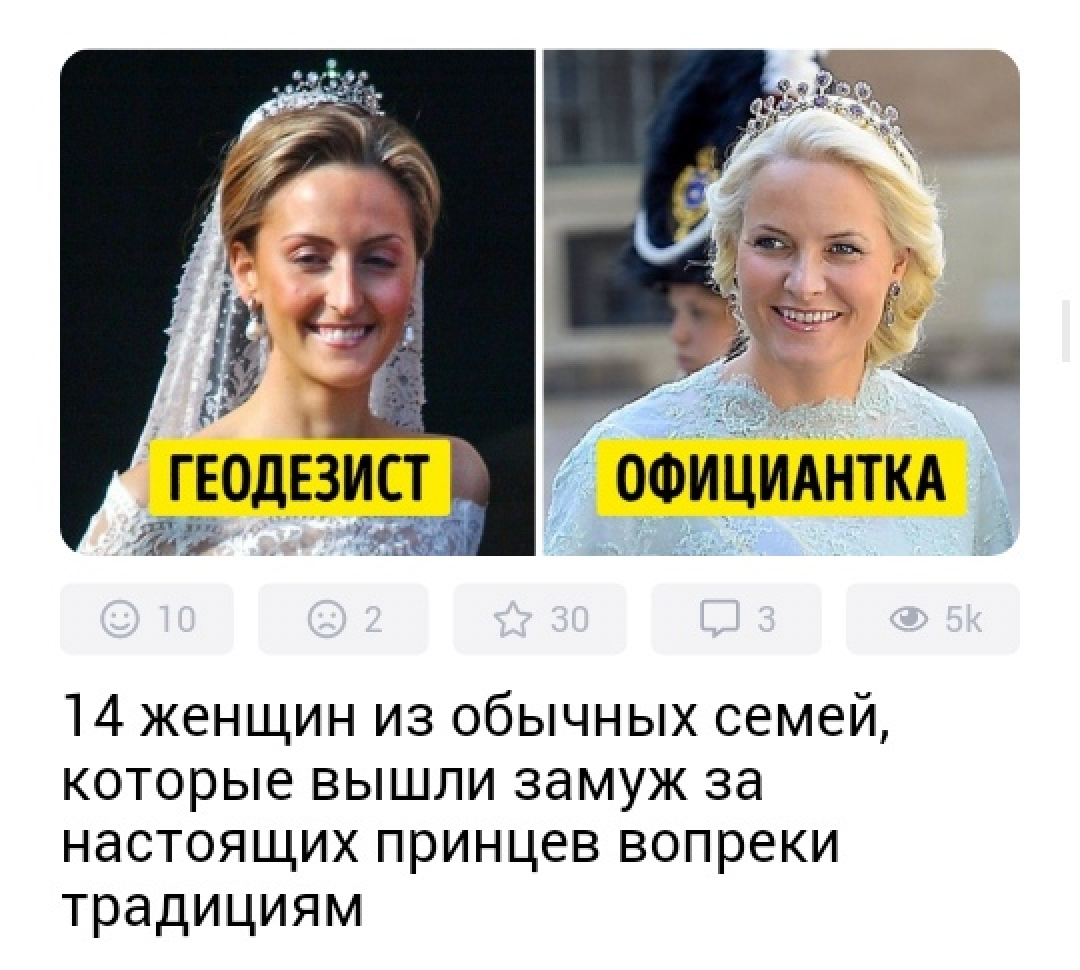 ГЕОДЕЗИСТ
ОФИЦИАНТКА
10
2
30
3
5k
14 женщин из обычных семей,
которые вышли замуж за
настоящих принцев вопреки
традициям